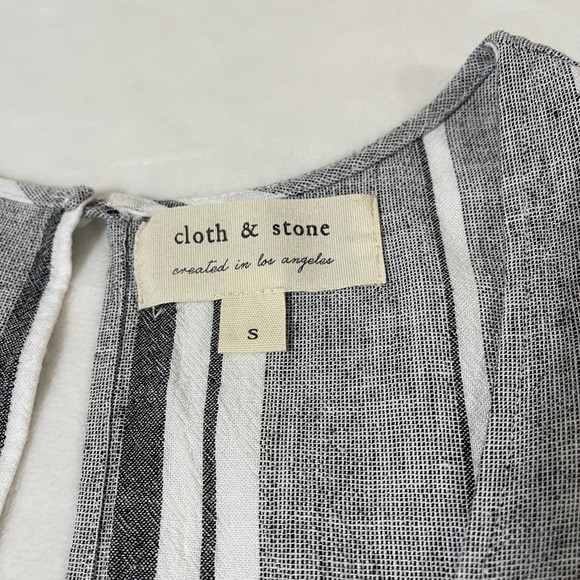 cloth & stone
created in los angeles
S